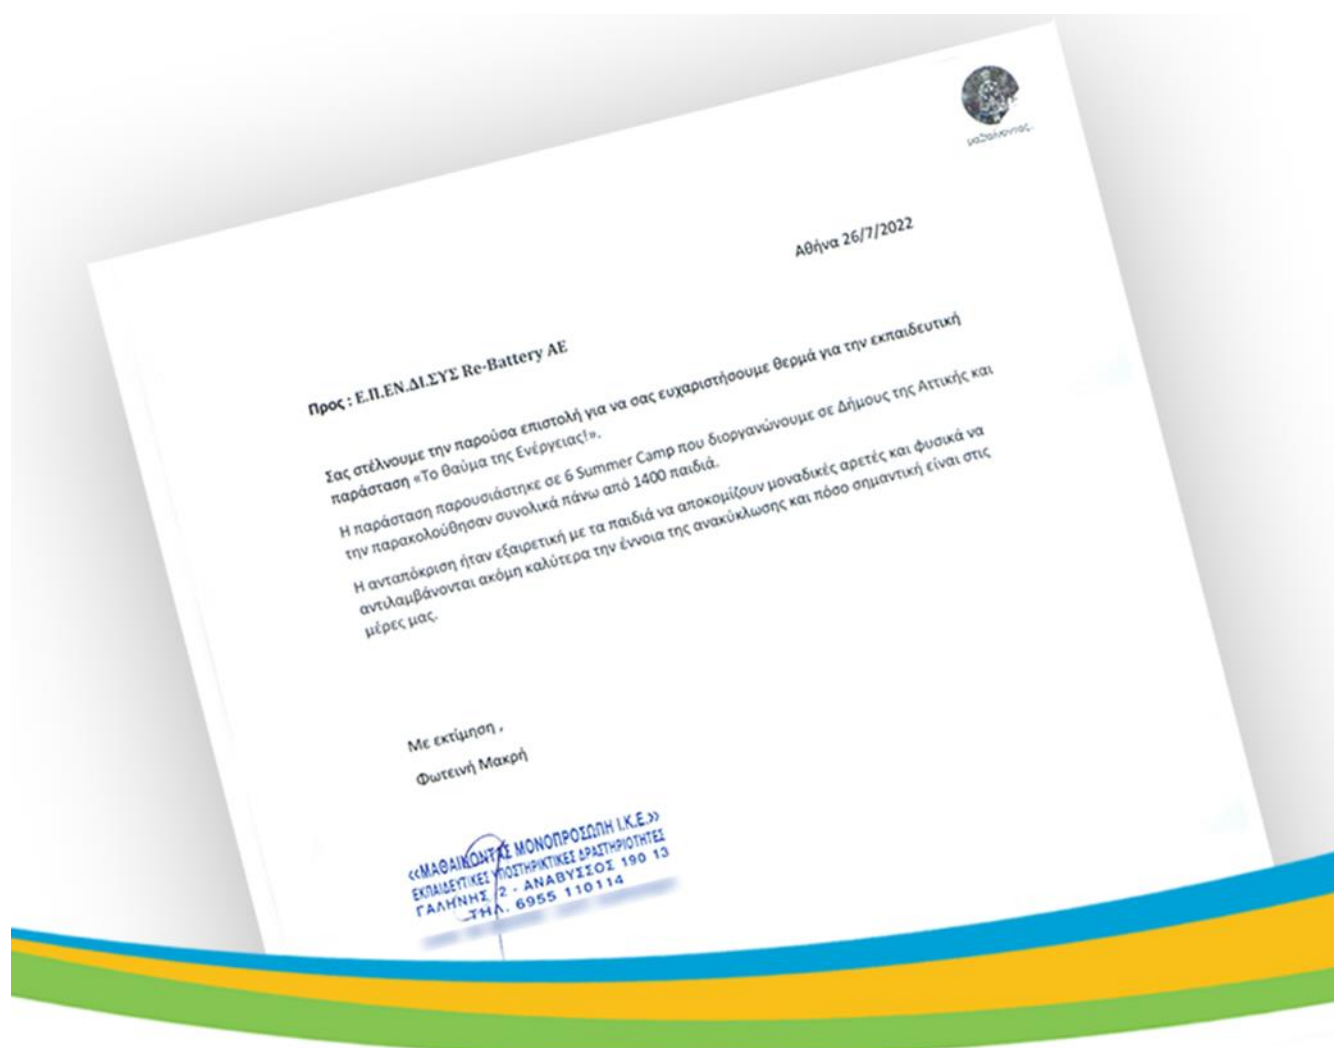 μαθαίνοντας.
Αθήνα 26/7/2022
Προς : Ε.Π.ΕΝ.ΔΙ.ΣΥΣ Re-Battery AE
Σας στέλνουμε την παρούσα επιστολή για να σας ευχαριστήσουμε θερμά για την εκπαιδευτική
παράσταση «Το θαύμα της Ενέργειας!».
Η παράσταση παρουσιάστηκε σε 6 Summer Camp που διοργανώνουμε σε Δήμους της Αττικής και
την παρακολούθησαν συνολικά πάνω από 1400 παιδιά.
Η ανταπόκριση ήταν εξαιρετική με τα παιδιά να αποκομίζουν μοναδικές αρετές και φυσικά να
αντιλαμβάνονται ακόμη καλύτερα την έννοια της ανακύκλωσης και πόσο σημαντική είναι στις
μέρες μας.
Με εκτίμηση ,
Φωτεινή Μακρή
«ΜΑΘΑΙΝΟΝΤΑΣ ΜΟΝΟΠΡΟΣΩΠΗ Ι.Κ.Ε.»
ΕΚΠΑΙΔΕΥΤΙΚΕΣ ΥΠΟΣΤΗΡΙΚΤΙΚΕΣ ΔΡΑΣΤΗΡΙΟΤΗΤΕΣ
ΓΑΛΗΝΗΣ 2 - ΑΝΑΒΥΣΣΟΣ 190 13
ΤΗΛ. 6955 110114